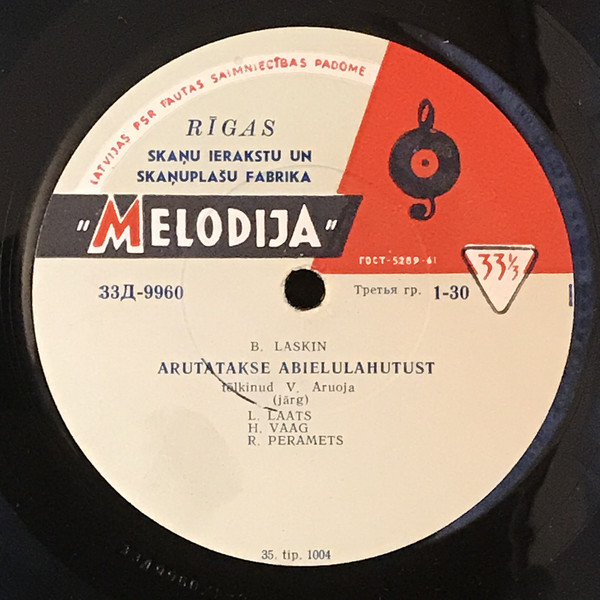 LATVIJAS PSR TAUTAS SAIMNIECĪBAS PADOME
RĪGAS
SKAŅU IERAKSTU UN
SKAŅUPLAŠU FABRIKA
"MELODIJA"
ГОСТ-5289-61
33⅓
33Д-9960
Третья гр. 1-30
B. LASKIN
ARUTATAKSE ABIELULAHUTUST
tõlkinud V. Aruoja
(järg)
L. LAATS
H. VAAG
R. PERAMETS
35. tip. 1004